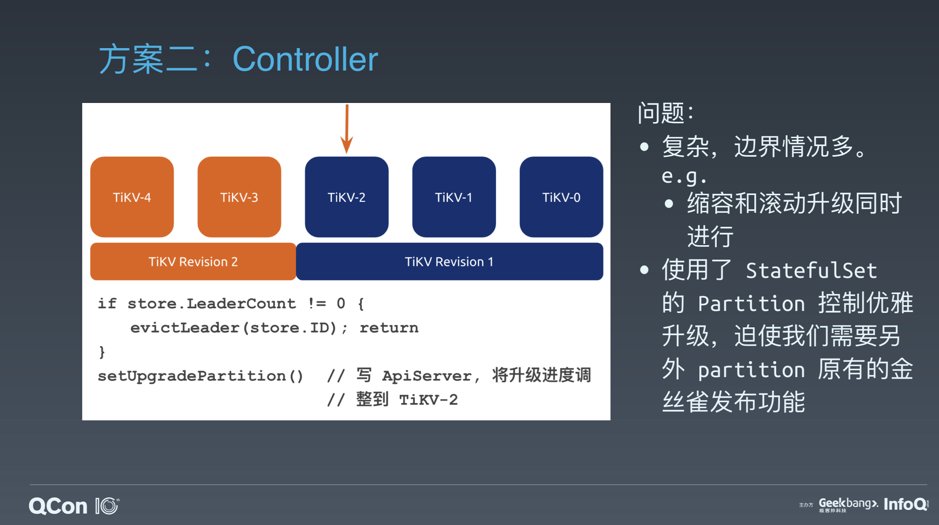 方案二：Controller
TiKV-4
TiKV-3
TiKV-2
TiKV-1
TiKV-0
TiKV Revision 2
TiKV Revision 1
if store.LeaderCount != 0 {
evictLeader(store.ID); return
}
setUpgradePartition() // 写 ApiServer, 将升级进度调
// 整到 TiKV-2
问题：
• 复杂，边界情况多。
e.g.
• 缩容和滚动升级同时
进行
• 使用了 StatefulSet
的 Partition 控制优雅
升级，迫使我们需要另
外 partition 原有的金
丝雀发布功能
QCon 10
主办方 Geekbang>. InfoQ
极客邦科技